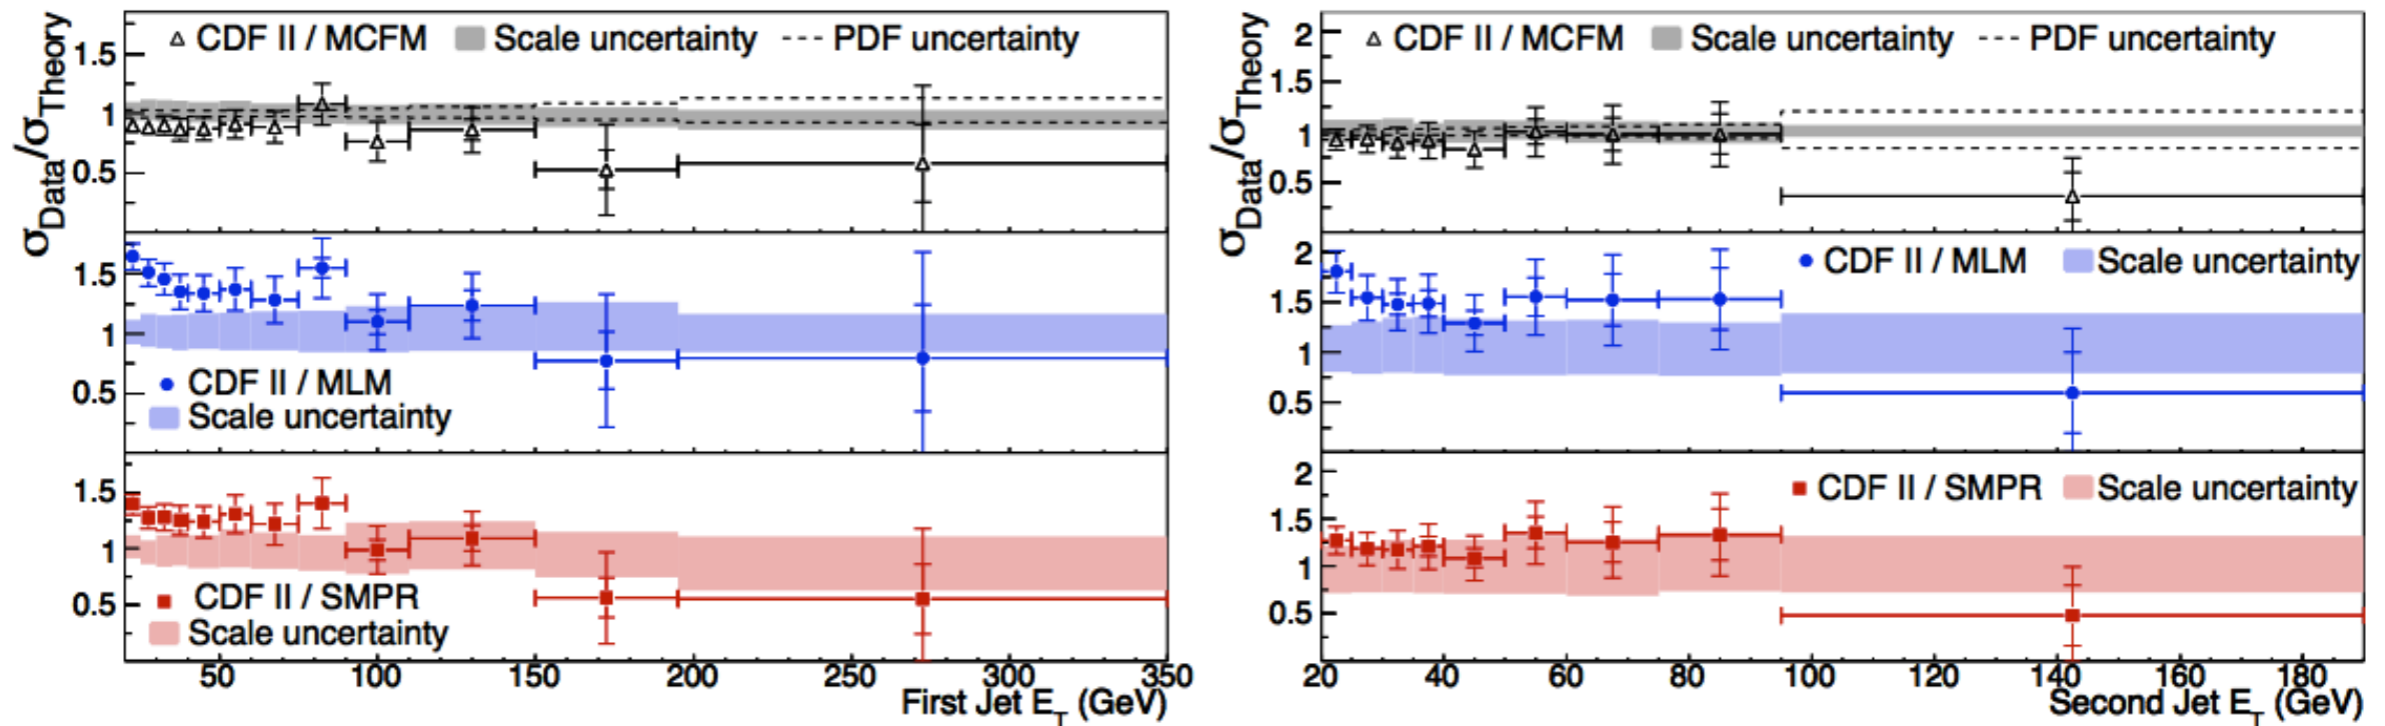 σData/σTheory
CDF II / MCFM Scale uncertainty PDF uncertainty
1.5
1
0.5
1.5
1
0.5
CDF II / MLM
Scale uncertainty
1.5
1
0.5
CDF II / SMPR
Scale uncertainty
50 100 150 200 250 300 350
First Jet ET (GeV)
σData/σTheory
CDF II / MCFM Scale uncertainty PDF uncertainty
2
1.5
1
0.5
CDF II / MLM Scale uncertainty
2
1.5
1
0.5
CDF II / SMPR Scale uncertainty
2
1.5
1
0.5
20 40 60 80 100 120 140 160 180
Second Jet ET (GeV)